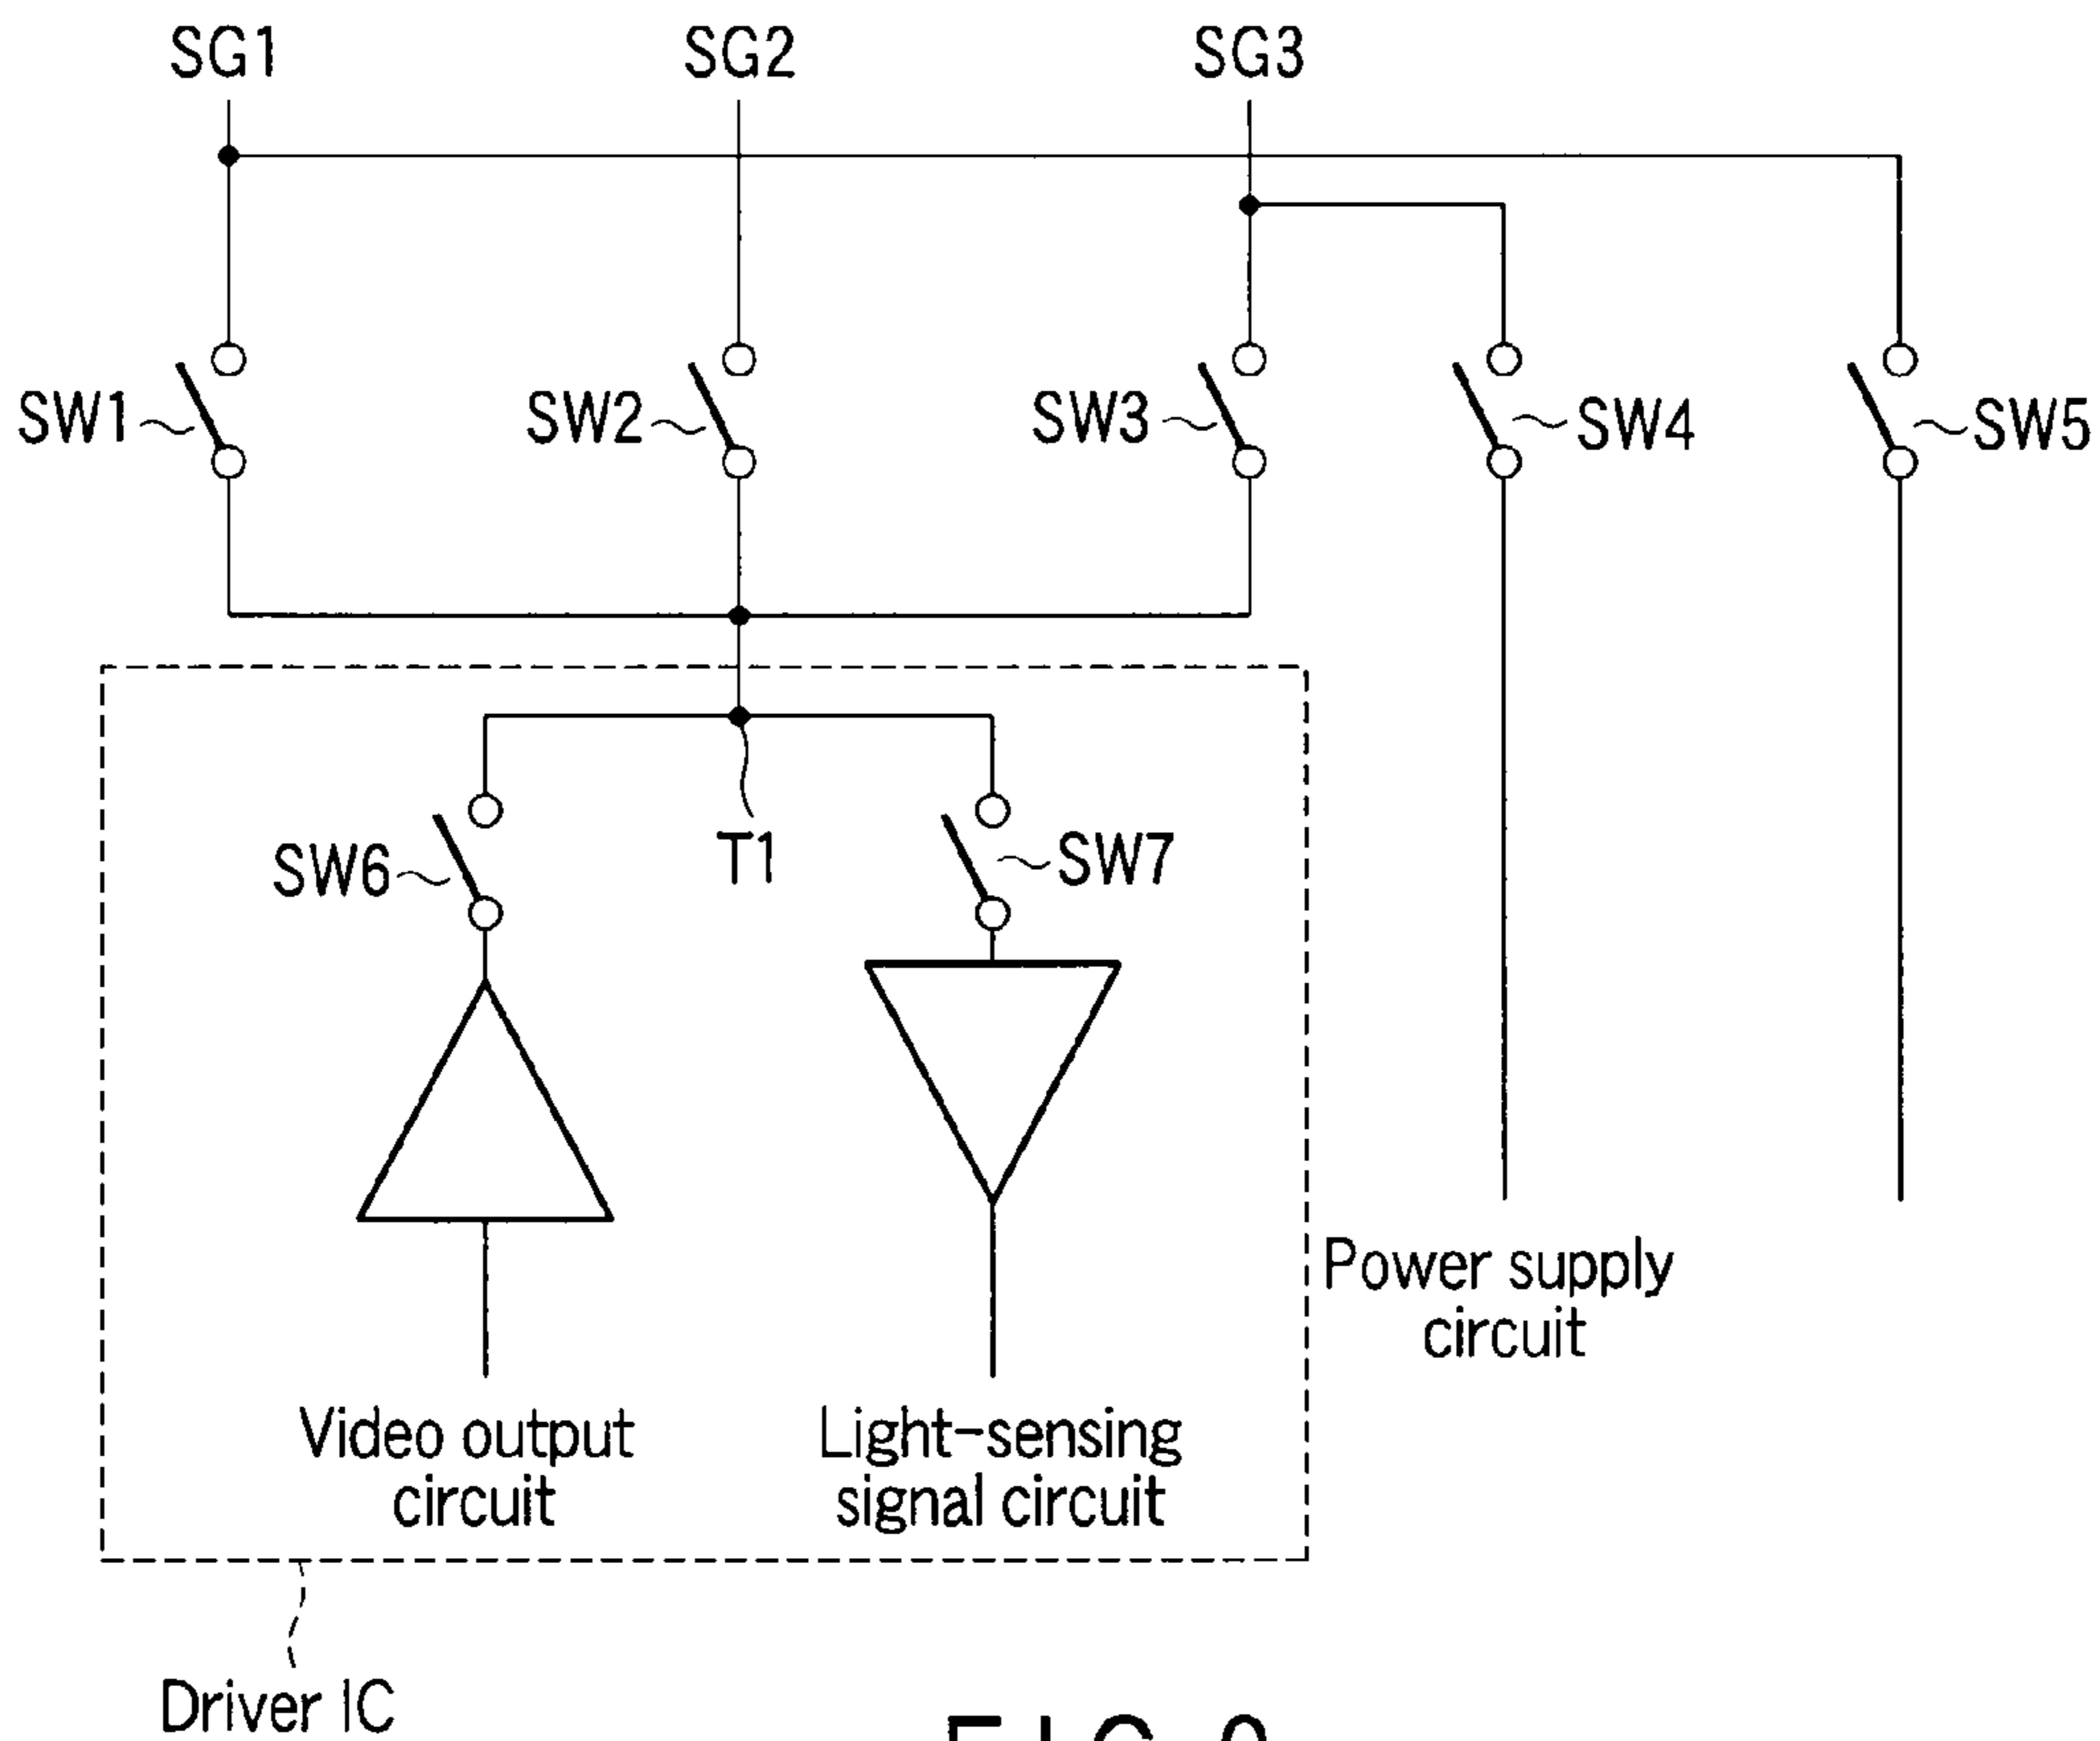 SG1
SG2
SG3
SW1
SW2
SW3
SW4
SW5
SW6
T1
SW7
Power supply
circuit
Video output
circuit
Light-sensing
signal circuit
Driver IC